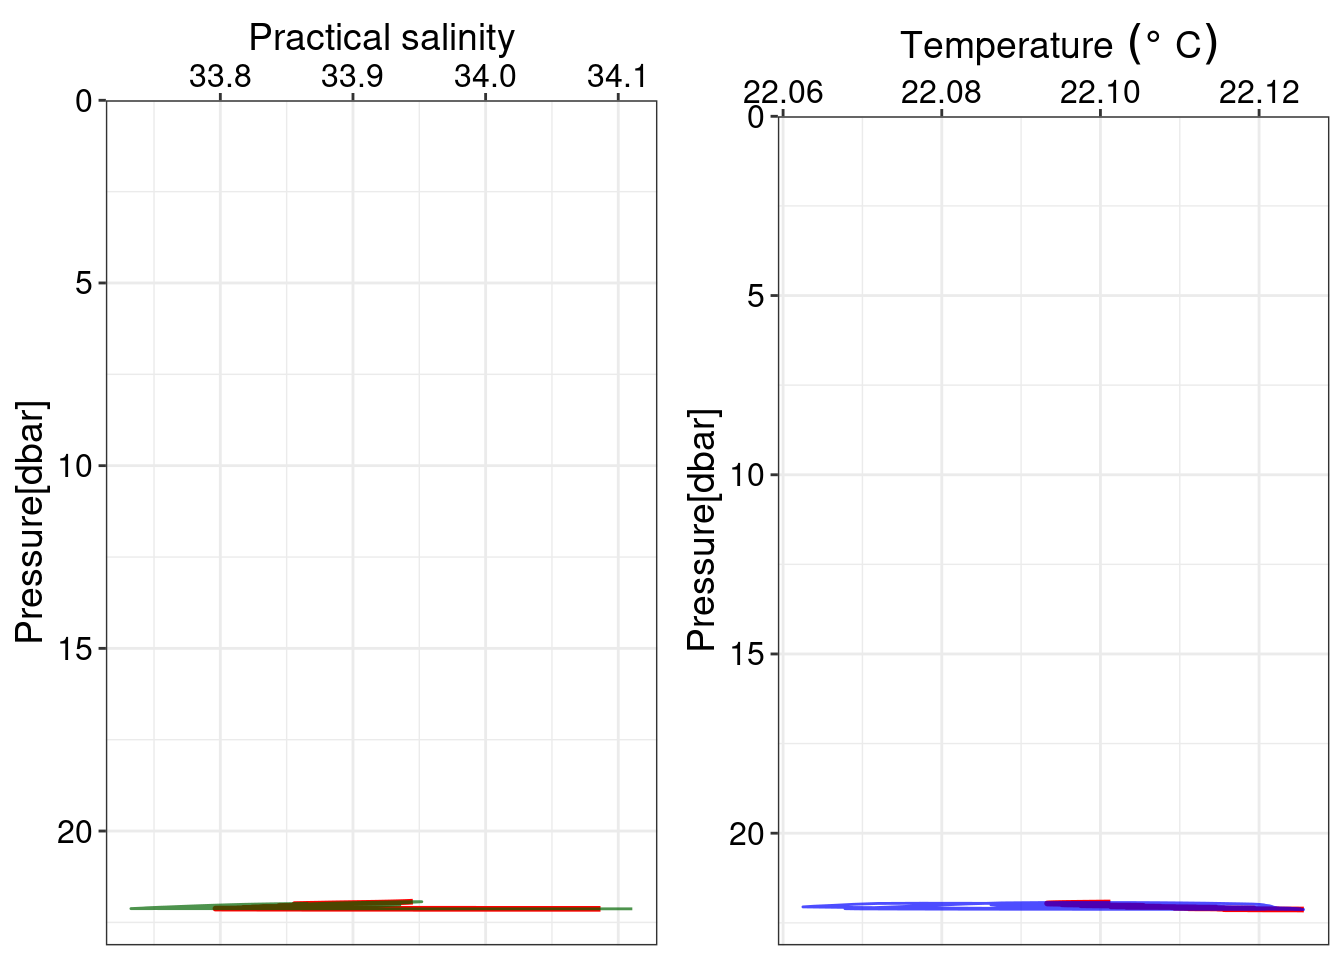 Practical salinity
33.8 33.9 34.0 34.1
0
5
10
15
20
Pressure[dbar]
Temperature (° C)
22.06 22.08 22.10 22.12
0
5
10
15
20
Pressure[dbar]